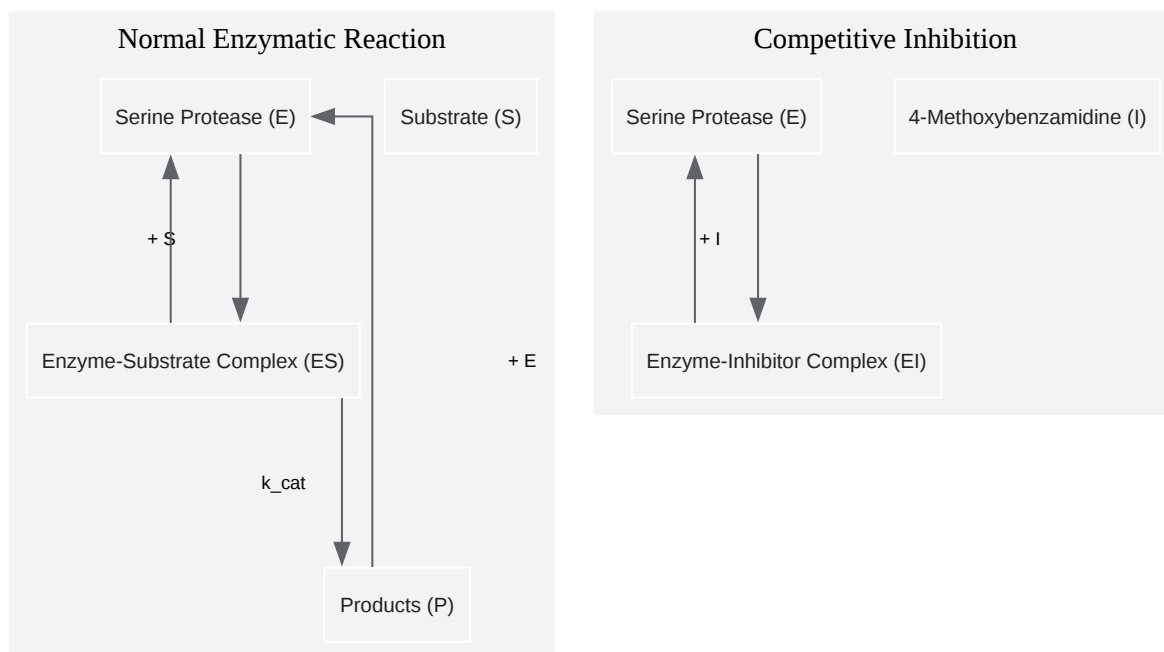 Normal Enzymatic Reaction
Serine Protease (E)
Substrate (S)
+ S
Enzyme-Substrate Complex (ES)
+ E
k_cat
Products (P)
Competitive Inhibition
Serine Protease (E)
4-Methoxybenzamidine (I)
+ I
Enzyme-Inhibitor Complex (EI)